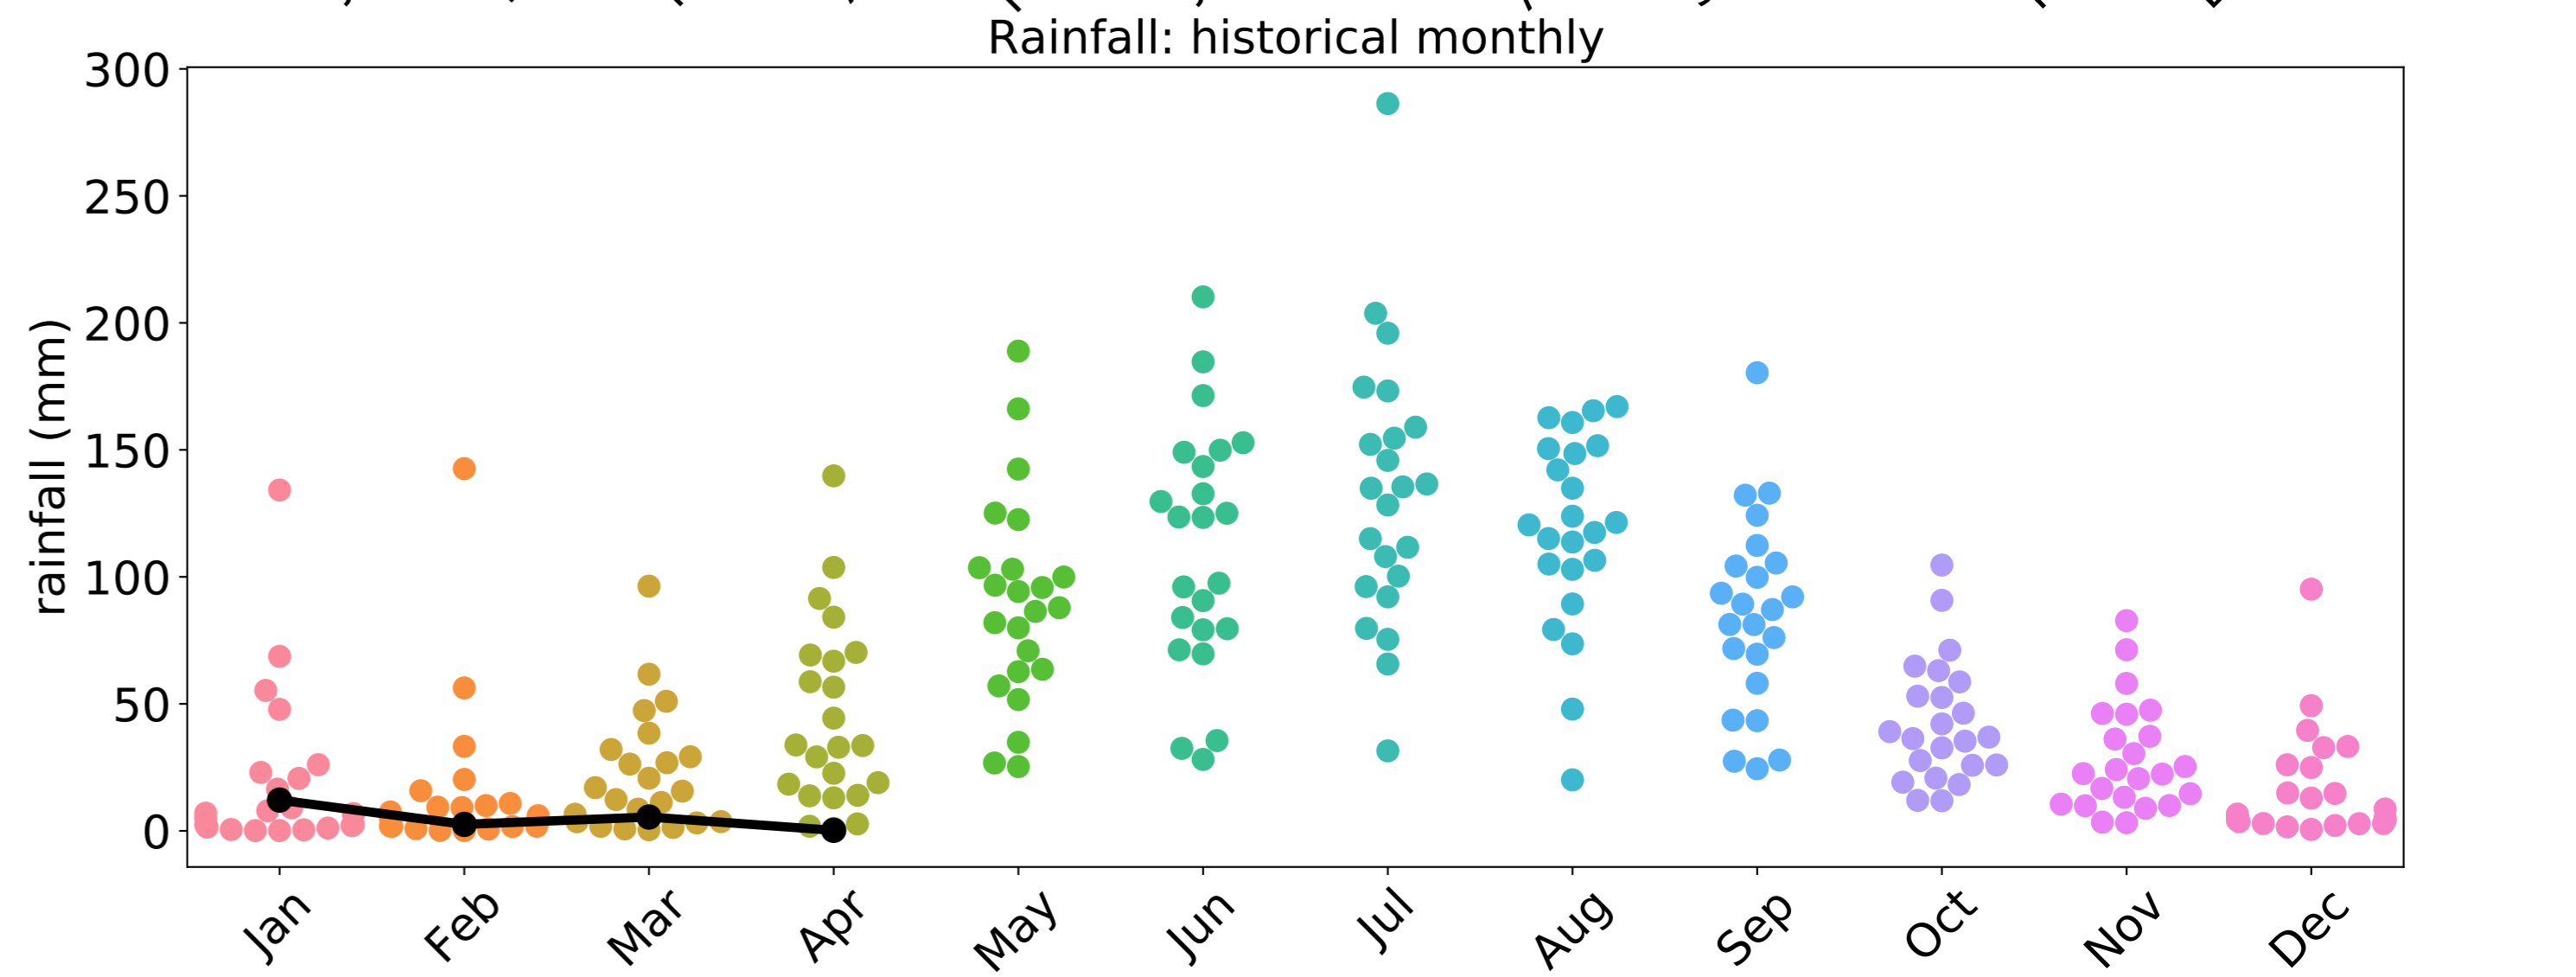 Rainfall: historical monthly
300
250
200
150
100
50
0
rainfall (mm)
Jan
Feb
Mar
Apr
May
Jun
Jul
Aug
Sep
Oct
Nov
Dec